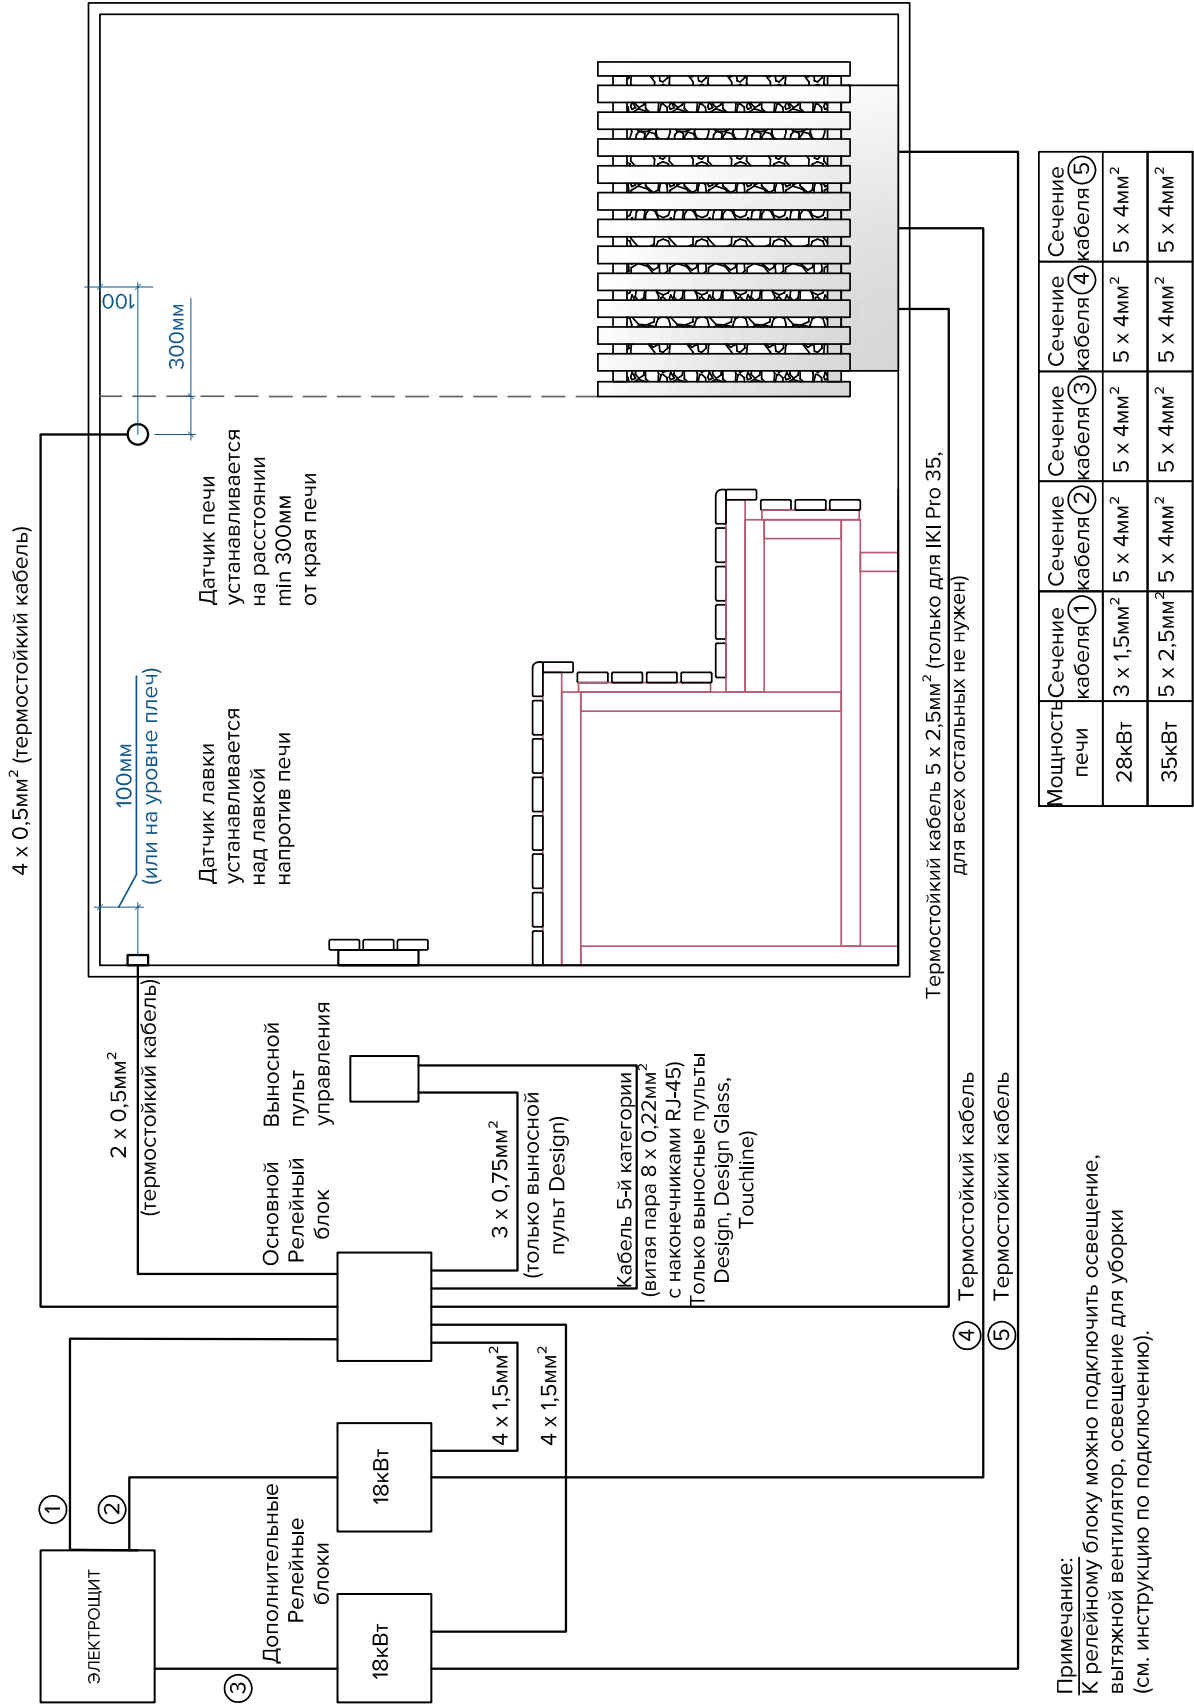 4 x 0,5мм² (термостойкий кабель)
100мм
(или на уровне плеч)
100
300мм
Датчик лавки
устанавливается
над лавкой
напротив печи
Датчик печи
устанавливается
на расстоянии
min 300мм
от края печи
2 x 0,5мм²
(термостойкий кабель)
Выносной
пульт
управления
Основной
Релейный
блок
3 x 0,75мм²
(только выносной
пульт Design)
Кабель 5-й категории
(витая пара 8 x 0,22мм²
с наконечниками RJ-45)
Только выносные пульты
Design, Design Glass,
Touchline)
1
2
3
ЭЛЕКТРОЩИТ
Дополнительные
Релейные
блоки
18кВт
18кВт
4 x 1,5мм²
4 x 1,5мм²
Термостойкий кабель 5 x 2,5мм² (только для IKI Pro 35,
для всех остальных не нужен)
4 Термостойкий кабель
5 Термостойкий кабель
Мощность
печи
Сечение
кабеля 1
Сечение
кабеля 2
Сечение
кабеля 3
Сечение
кабеля 4
Сечение
кабеля 5
28кВт 3 x 1,5мм² 5 x 4мм² 5 x 4мм² 5 x 4мм² 5 x 4мм²
35кВт 5 x 2,5мм² 5 x 4мм² 5 x 4мм² 5 x 4мм² 5 x 4мм²
Примечание:
К релейному блоку можно подключить освещение,
вытяжной вентилятор, освещение для уборки
(см. инструкцию по подключению).